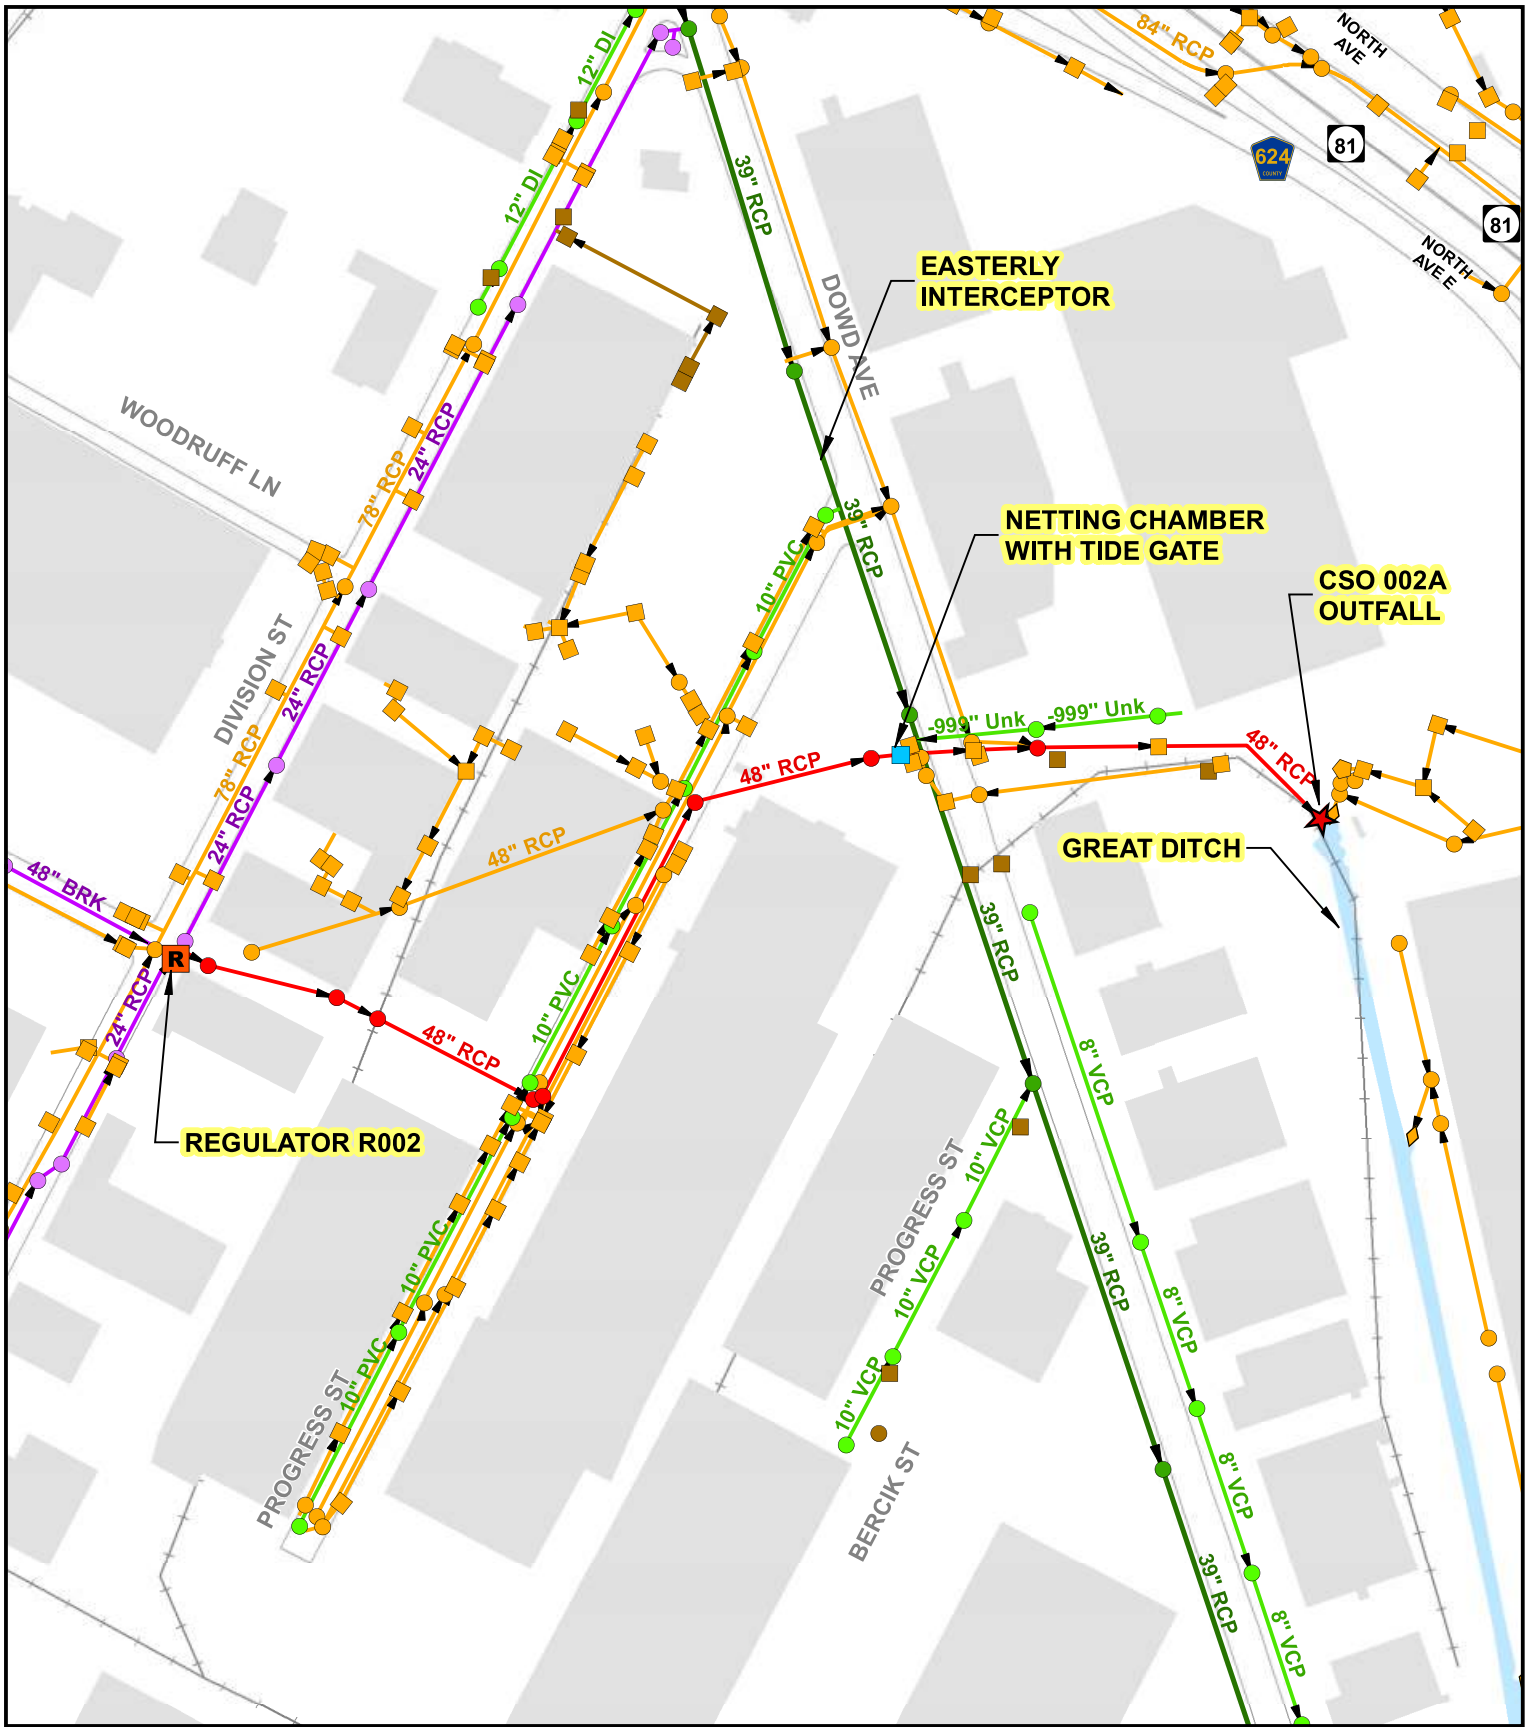 84" RCP
NORTH
AVE
12" DI
81
624
COUNTY
12" DI
39" RCP
81
NORTH
AVE E
EASTERLY
INTERCEPTOR
DOWD AVE
WOODRUFF LN
24" RCP
78" RCP
39" RCP
NETTING CHAMBER
WITH TIDE GATE
10" PVC
CSO 002A
OUTFALL
DIVISION ST
24" RCP
-999" Unk
-999" Unk
78" RCP
48" RCP
48" RCP
24" RCP
48" RCP
GREAT DITCH
48" BRK
R
39" RCP
24" RCP
10" PVC
48" RCP
8" VCP
REGULATOR R002
10" VCP
PROGRESS ST
10" PVC
10" VCP
39" RCP
8" VCP
10" PVC
PROGRESS ST
10" VCP
BERCIK ST
8" VCP
39" RCP
8" VCP